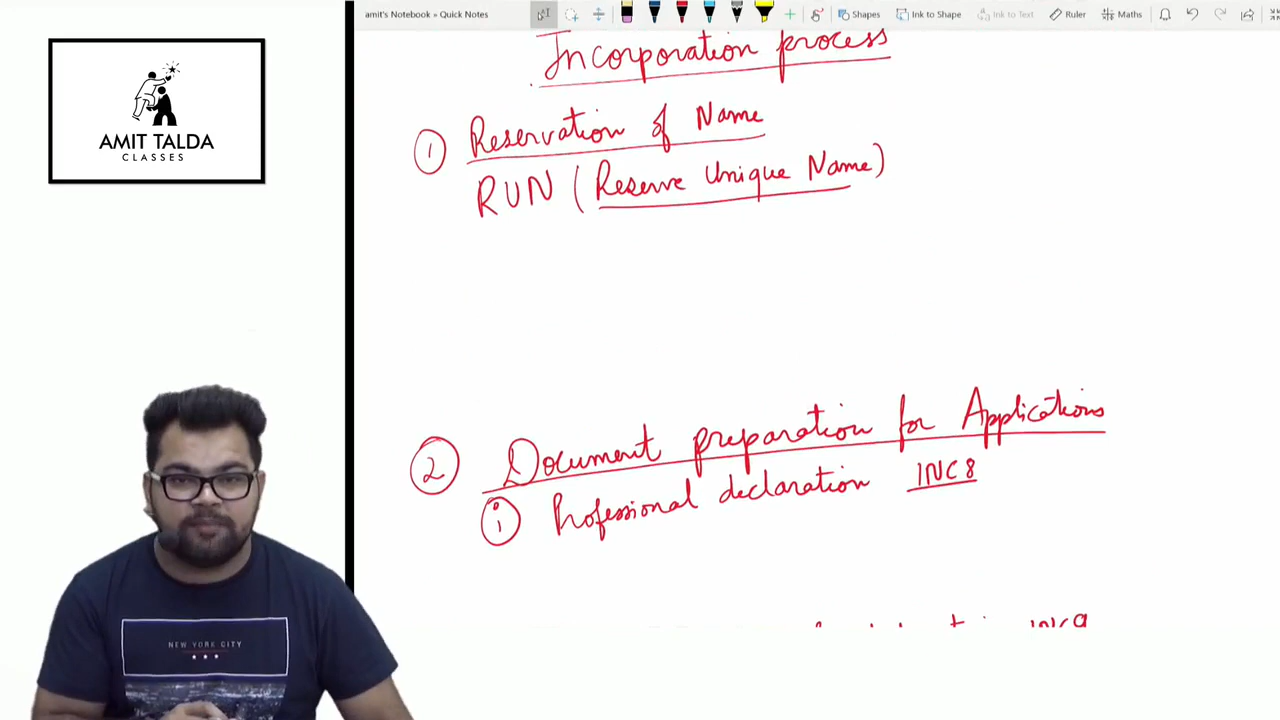 amit's Notebook » Quick Notes
Shapes
Ink to Shape
Ink to Text
Ruler
Maths
AMIT TALDA
CLASSES
Incorporation process
① Reservation of Name
RUN (Reserve Unique Name)
② Document preparation for Applications
ⓘ Professional declaration INC8
INC9
NEW YORK CITY